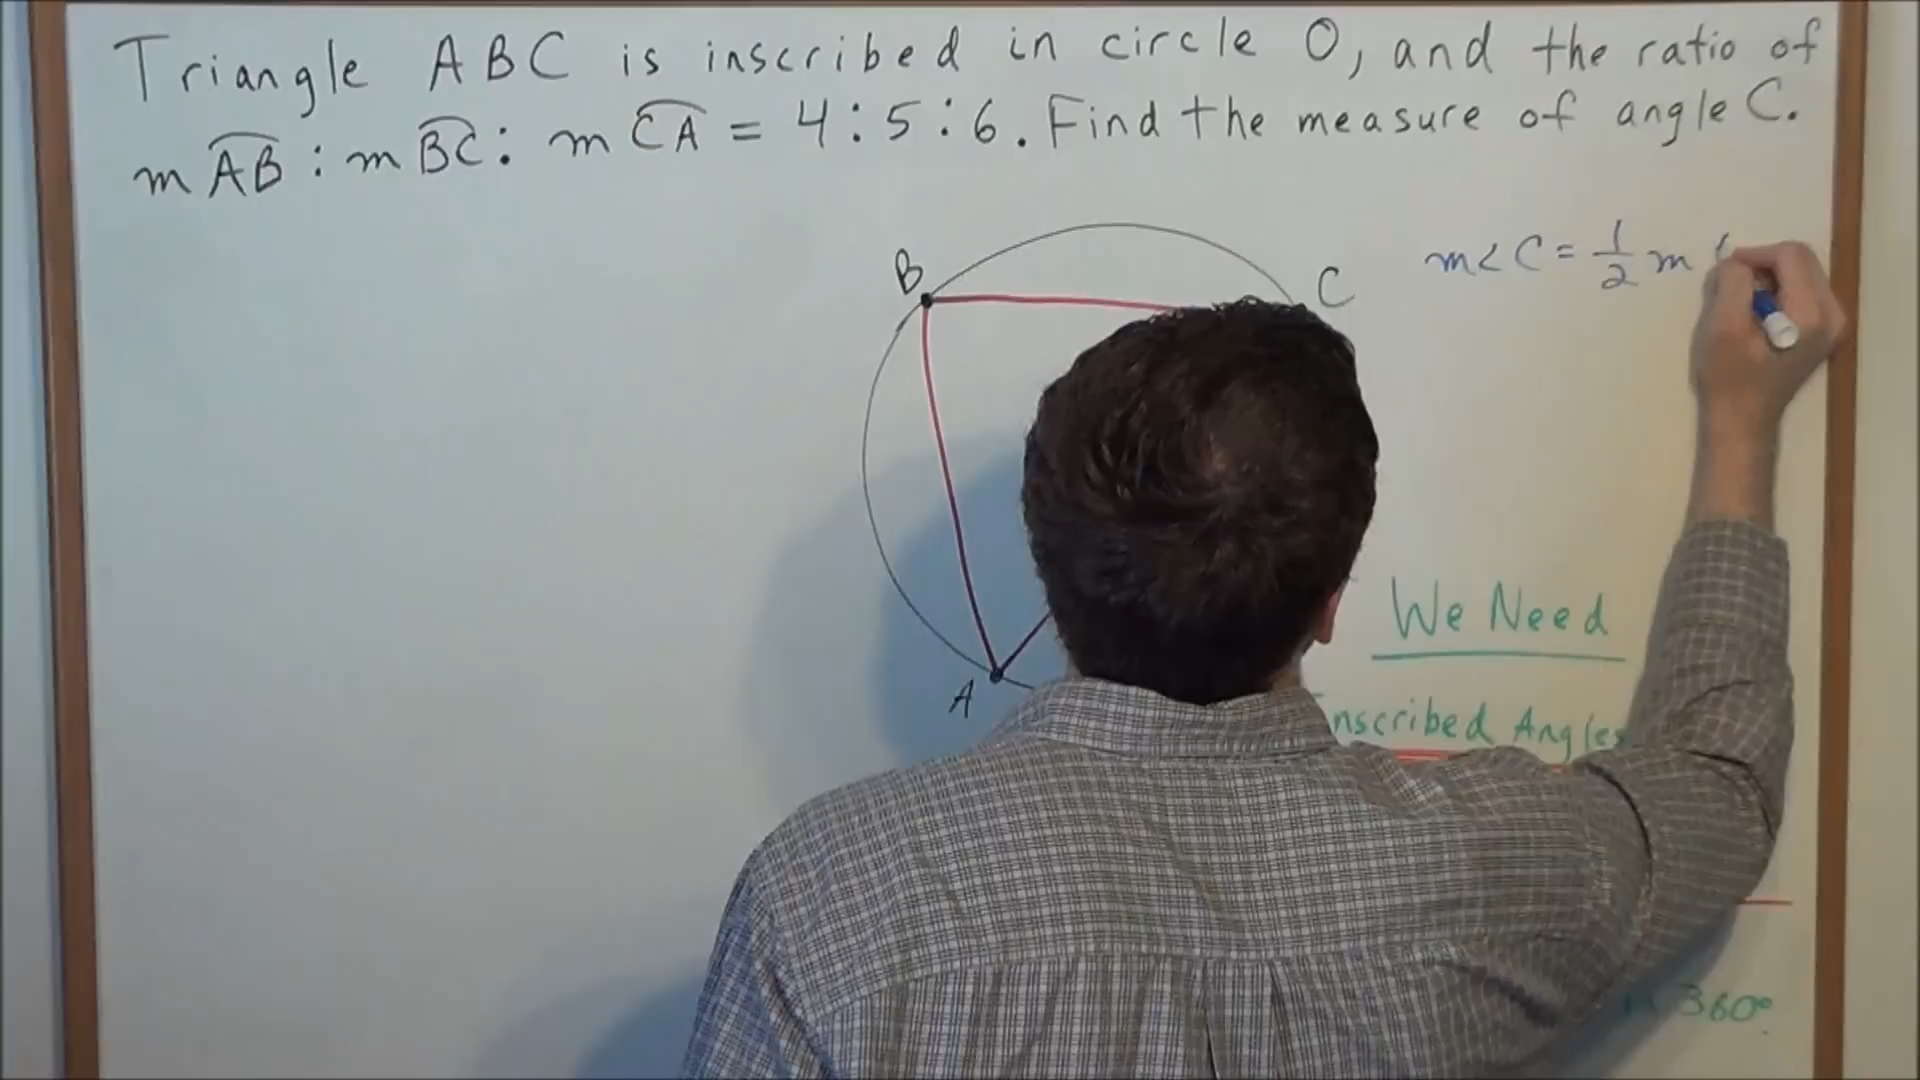 Triangle ABC is inscribed in circle O, and the ratio of
mAB : mBC : mCA = 4 : 5 : 6. Find the measure of angle C.
B
C
m<C = 1/2 m
A
We Need
nscribed Angles
360°